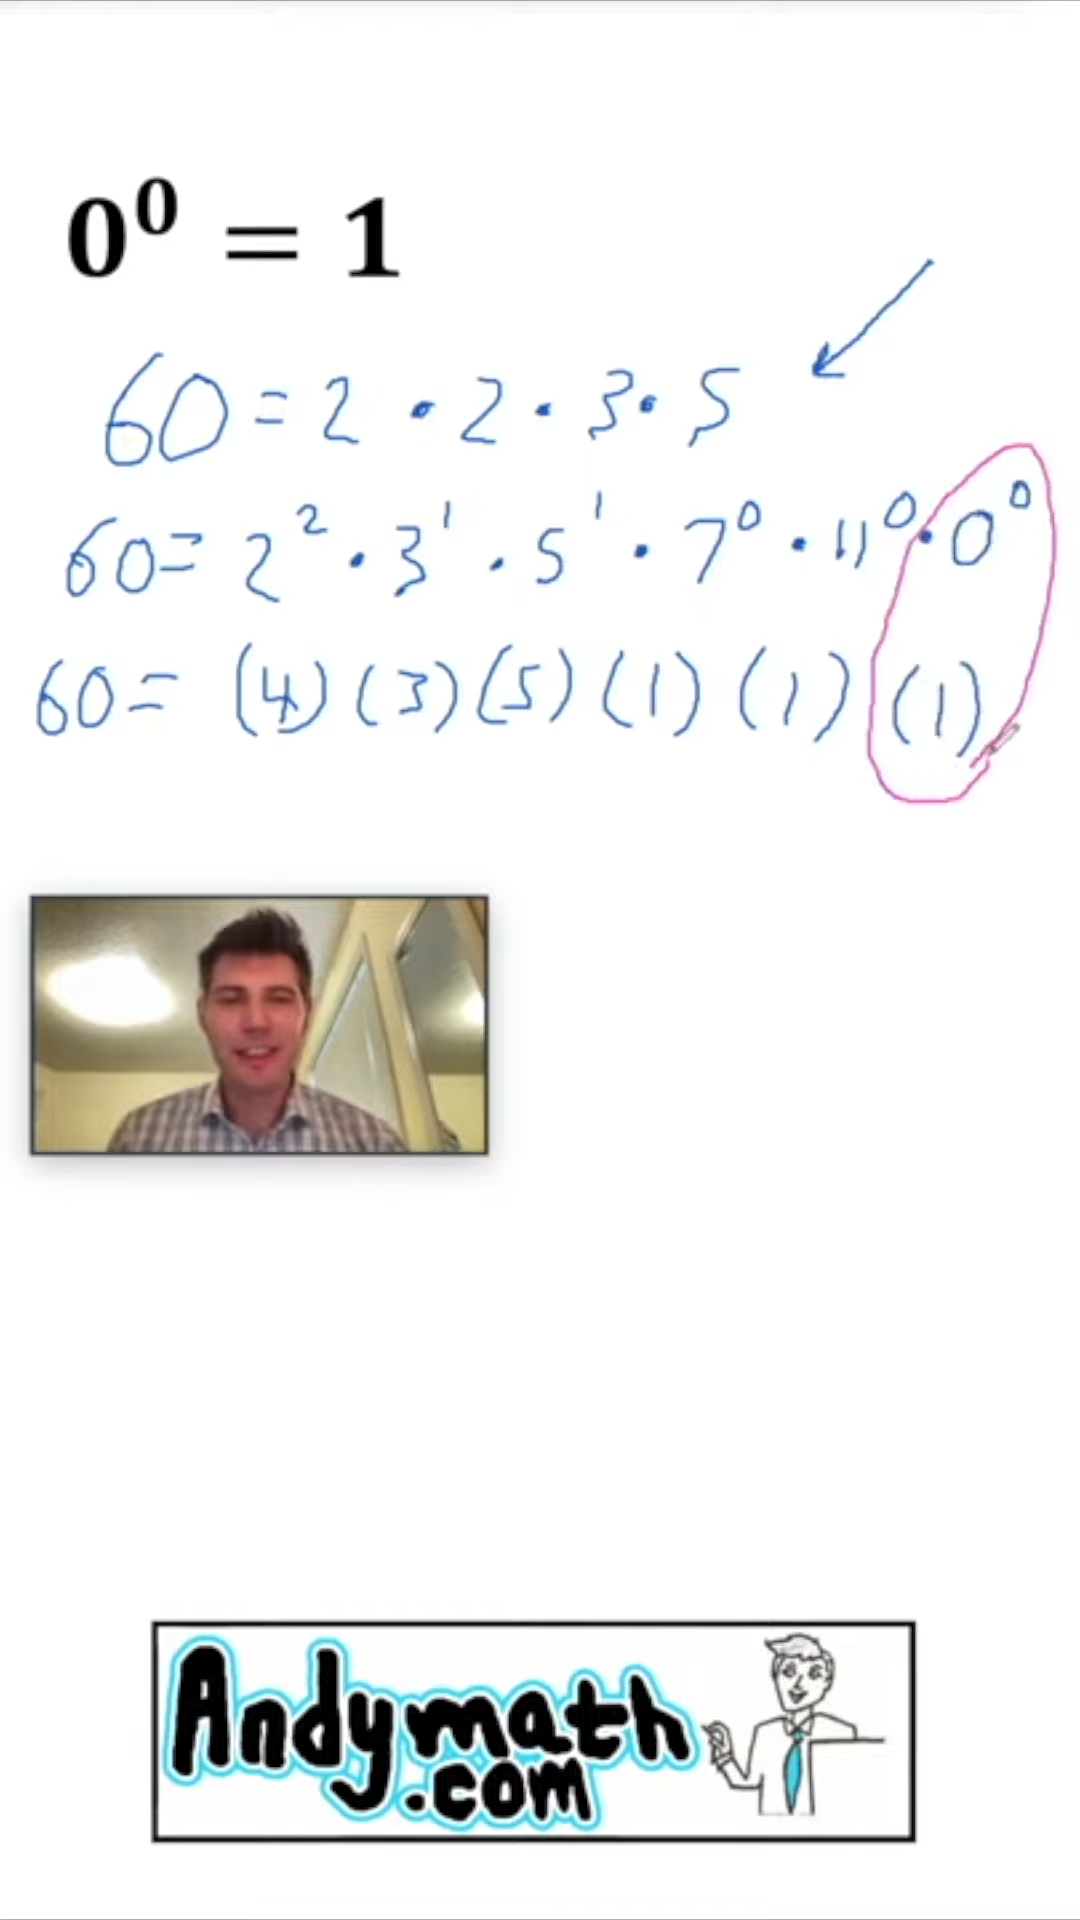 0⁰ = 1
60 = 2 · 2 · 3 · 5
60 = 2² · 3¹ · 5¹ · 7⁰ · 11⁰ · 0⁰
60 = (4) (3) (5) (1) (1) (1)
Andymath
.com